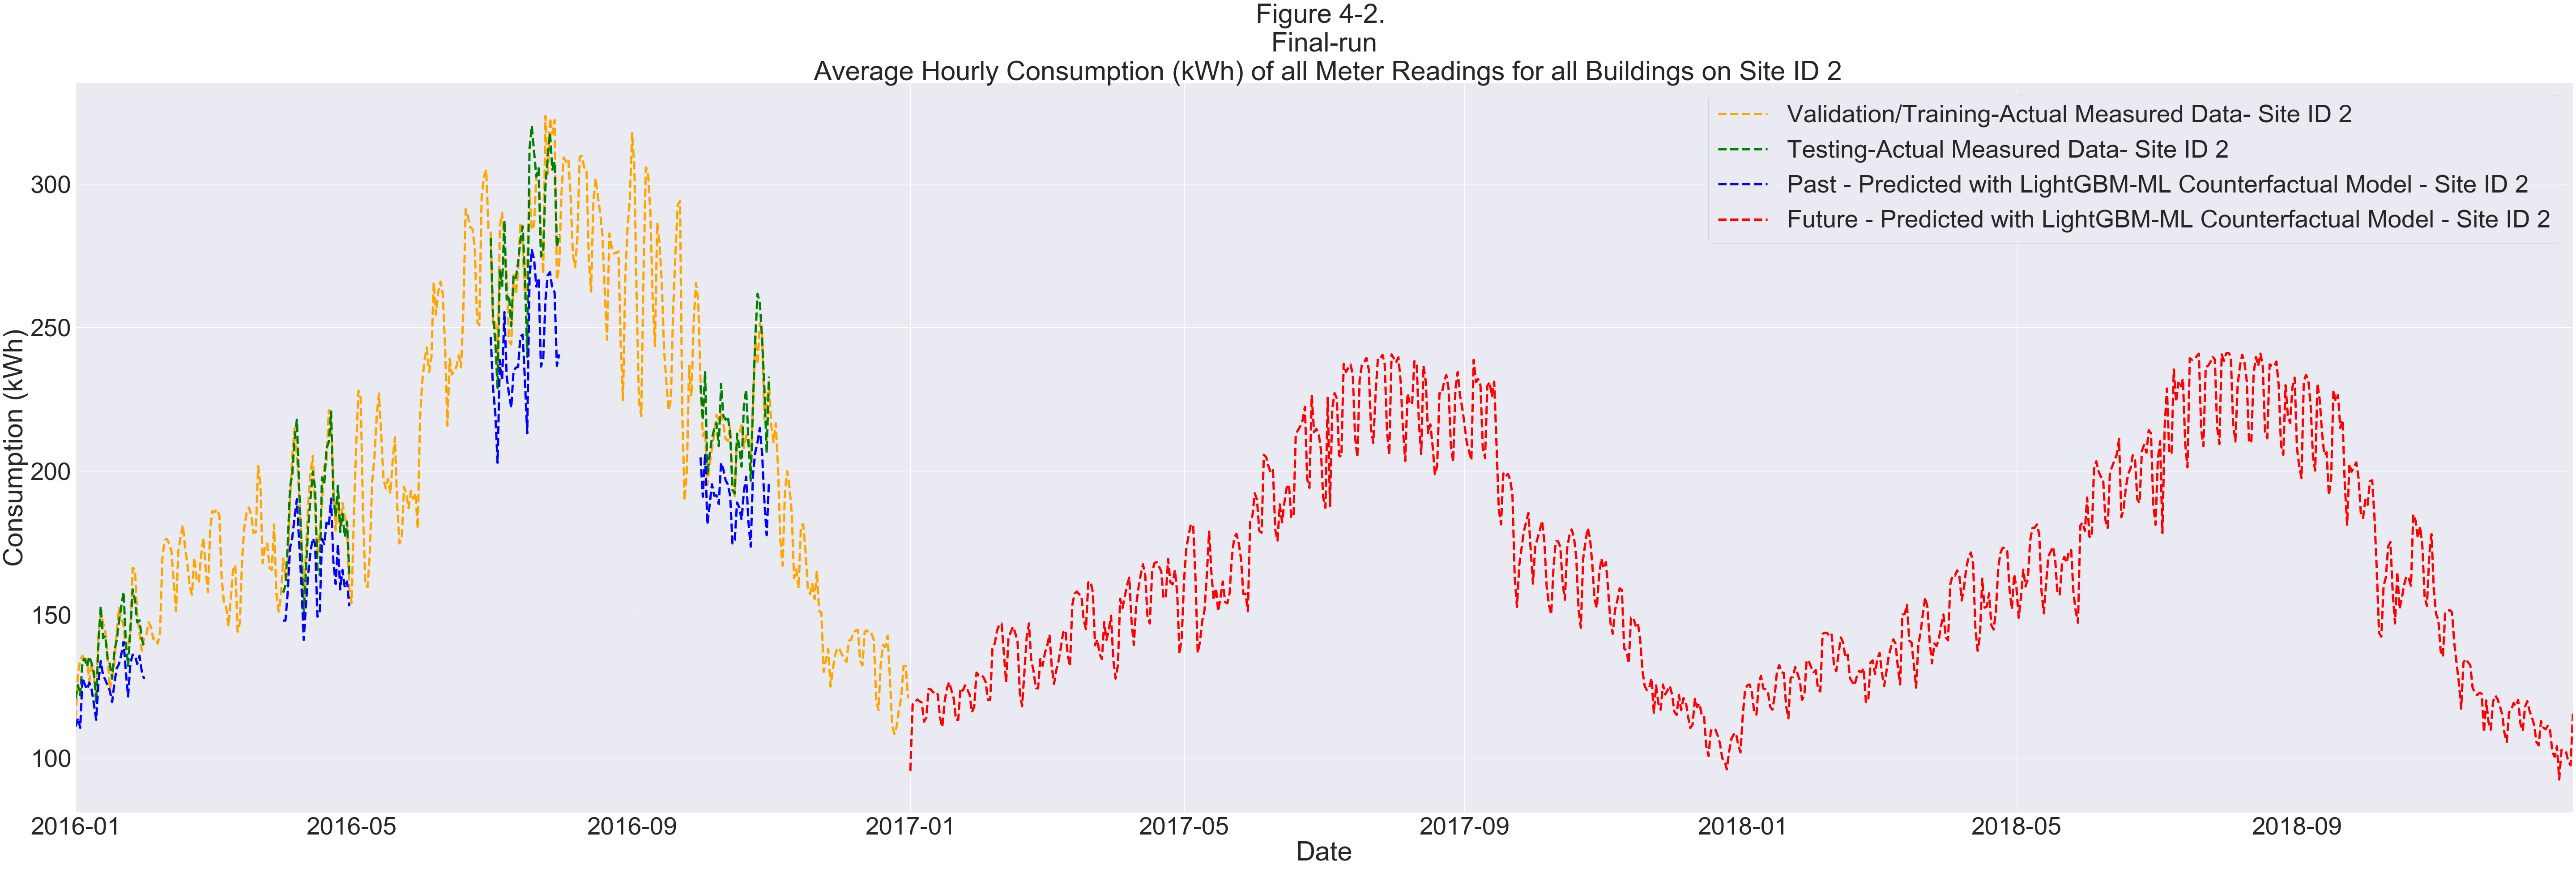 Figure 4-2.
Final-run
Average Hourly Consumption (kWh) of all Meter Readings for all Buildings on Site ID 2
Validation/Training-Actual Measured Data- Site ID 2
Testing-Actual Measured Data- Site ID 2
Past - Predicted with LightGBM-ML Counterfactual Model - Site ID 2
Future - Predicted with LightGBM-ML Counterfactual Model - Site ID 2
Consumption (kWh)
300
250
200
150
100
2016-01 2016-05 2016-09 2017-01 2017-05 2017-09 2018-01 2018-05 2018-09
Date